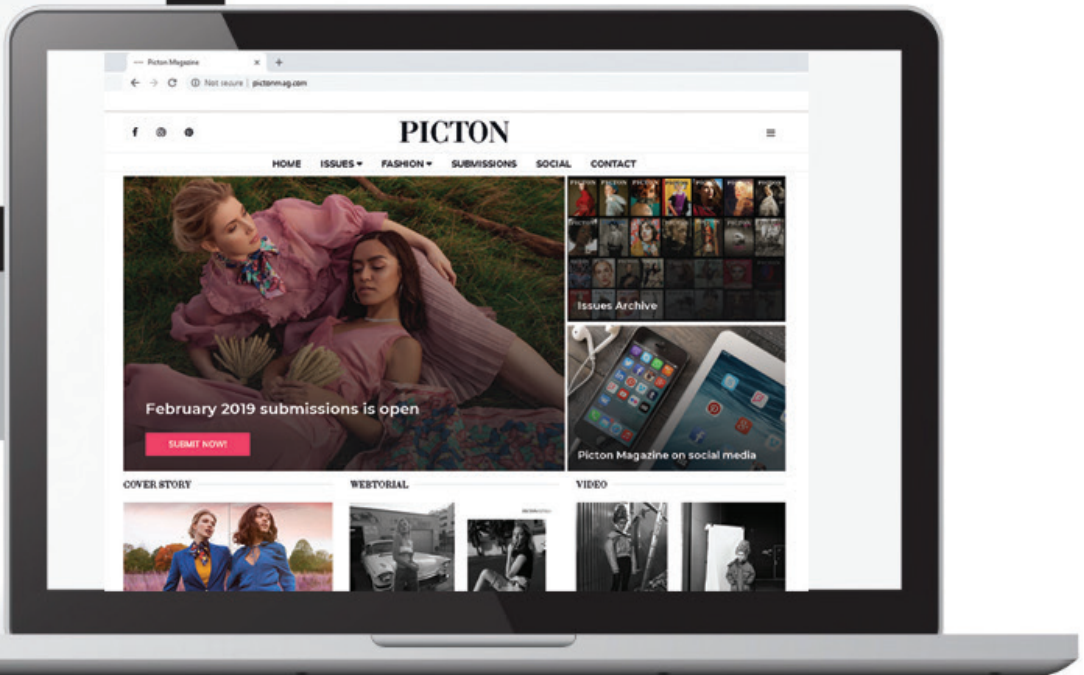 Picton Magazine
Not secure | pictonmag.com
PICTON
HOME ISSUES FASHION SUBMISSIONS SOCIAL CONTACT
February 2019 submissions is open
SUBMIT NOW!
Issues Archive
Picton Magazine on social media
COVER STORY WEBTORIAL VIDEO